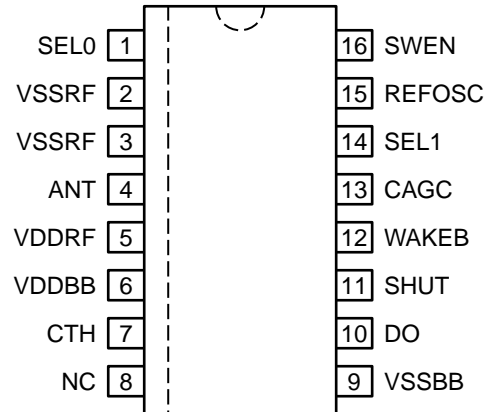 SEL0 1 16 SWEN
VSSRF 2 15 REFOSC
VSSRF 3 14 SEL1
ANT 4 13 CAGC
VDDRF 5 12 WAKEB
VDDBB 6 11 SHUT
CTH 7 10 DO
NC 8 9 VSSBB